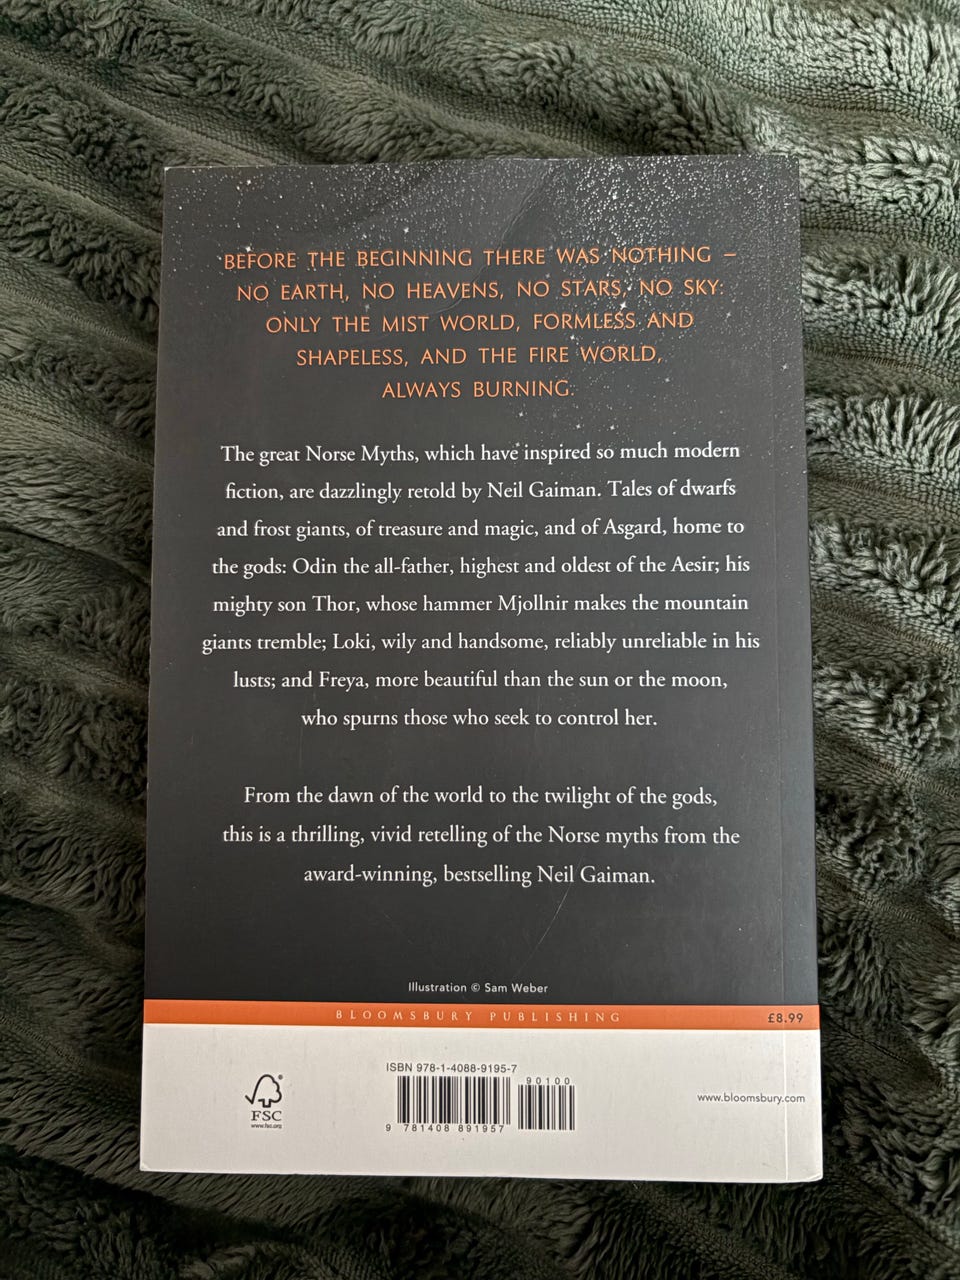 BEFORE THE BEGINNING THERE WAS NOTHING –
NO EARTH, NO HEAVENS, NO STARS, NO SKY:
ONLY THE MIST WORLD, FORMLESS AND
SHAPELESS, AND THE FIRE WORLD,
ALWAYS BURNING.
The great Norse Myths, which have inspired so much modern
fiction, are dazzlingly retold by Neil Gaiman. Tales of dwarfs
and frost giants, of treasure and magic, and of Asgard, home to
the gods: Odin the all-father, highest and oldest of the Aesir; his
mighty son Thor, whose hammer Mjollnir makes the mountain
giants tremble; Loki, wily and handsome, reliably unreliable in his
lusts; and Freya, more beautiful than the sun or the moon,
who spurns those who seek to control her.
From the dawn of the world to the twilight of the gods,
this is a thrilling, vivid retelling of the Norse myths from the
award-winning, bestselling Neil Gaiman.
Illustration © Sam Weber
BLOOMSBURY PUBLISHING
£8.99
FSC
www.fsc.org
ISBN 978-1-4088-9195-7
90100
9 781408 891957
www.bloomsbury.com